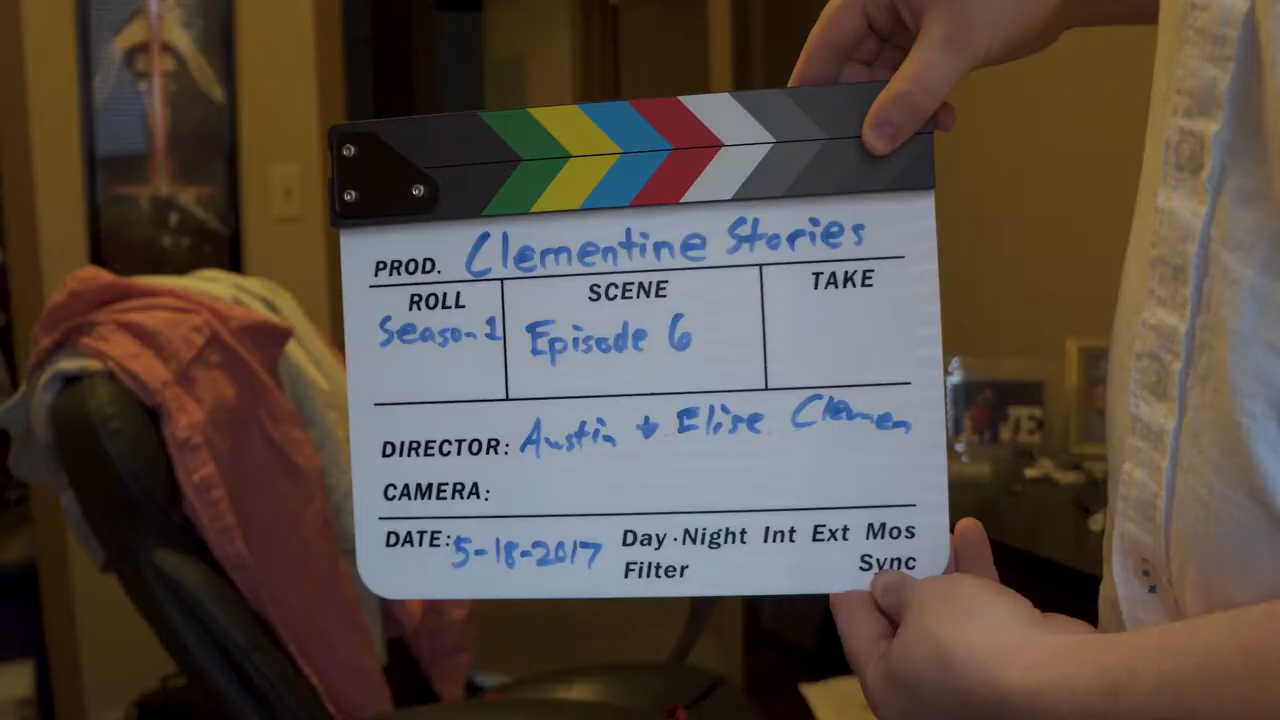 PROD. Clementine Stories
ROLL SCENE TAKE
Season 1 Episode 6
DIRECTOR: Austin + Elise Clemen
CAMERA:
DATE: 5-18-2017 Day·Night Int Ext Mos
Filter Sync